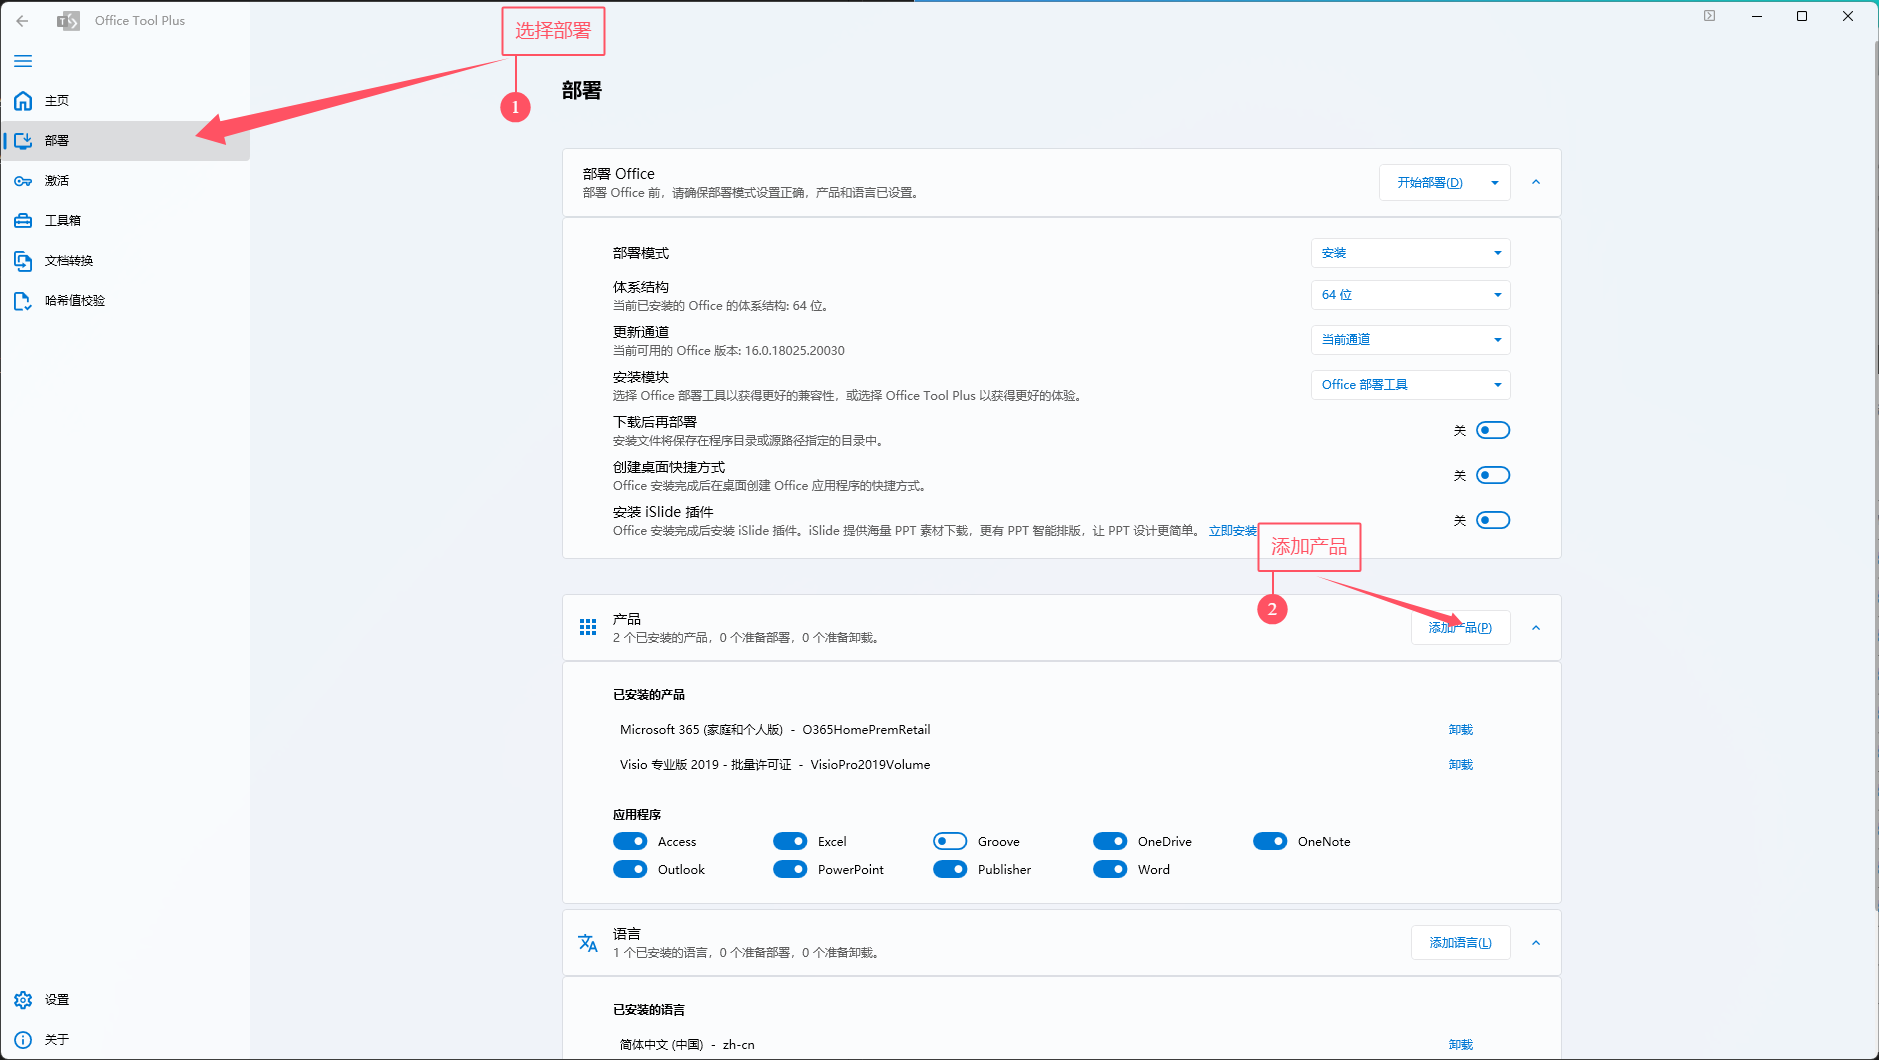 Office Tool Plus
选择部署
1
主页
部署
激活
工具箱
文档转换
哈希值校验
设置
关于
部署
部署 Office
部署 Office 前，请确保部署模式设置正确，产品和语言已设置。
开始部署(D)
部署模式
安装
体系结构
当前已安装的 Office 的体系结构: 64 位。
64 位
更新通道
当前可用的 Office 版本: 16.0.18025.20030
当前通道
安装模块
选择 Office 部署工具以获得更好的兼容性，或选择 Office Tool Plus 以获得更好的体验。
Office 部署工具
下载后再部署
安装文件将保存在程序目录或源路径指定的目录中。
关
创建桌面快捷方式
Office 安装完成后在桌面创建 Office 应用程序的快捷方式。
关
安装 iSlide 插件
Office 安装完成后安装 iSlide 插件。iSlide 提供海量 PPT 素材下载，更有 PPT 智能排版，让 PPT 设计更简单。 立即安装
关
添加产品
2
产品
2 个已安装的产品，0 个准备部署，0 个准备卸载。
添加产品(P)
已安装的产品
Microsoft 365 (家庭和个人版) - O365HomePremRetail
卸载
Visio 专业版 2019 - 批量许可证 - VisioPro2019Volume
卸载
应用程序
Access Excel Groove OneDrive OneNote
Outlook PowerPoint Publisher Word
语言
1 个已安装的语言，0 个准备部署，0 个准备卸载。
添加语言(L)
已安装的语言
简体中文 (中国) - zh-cn
卸载